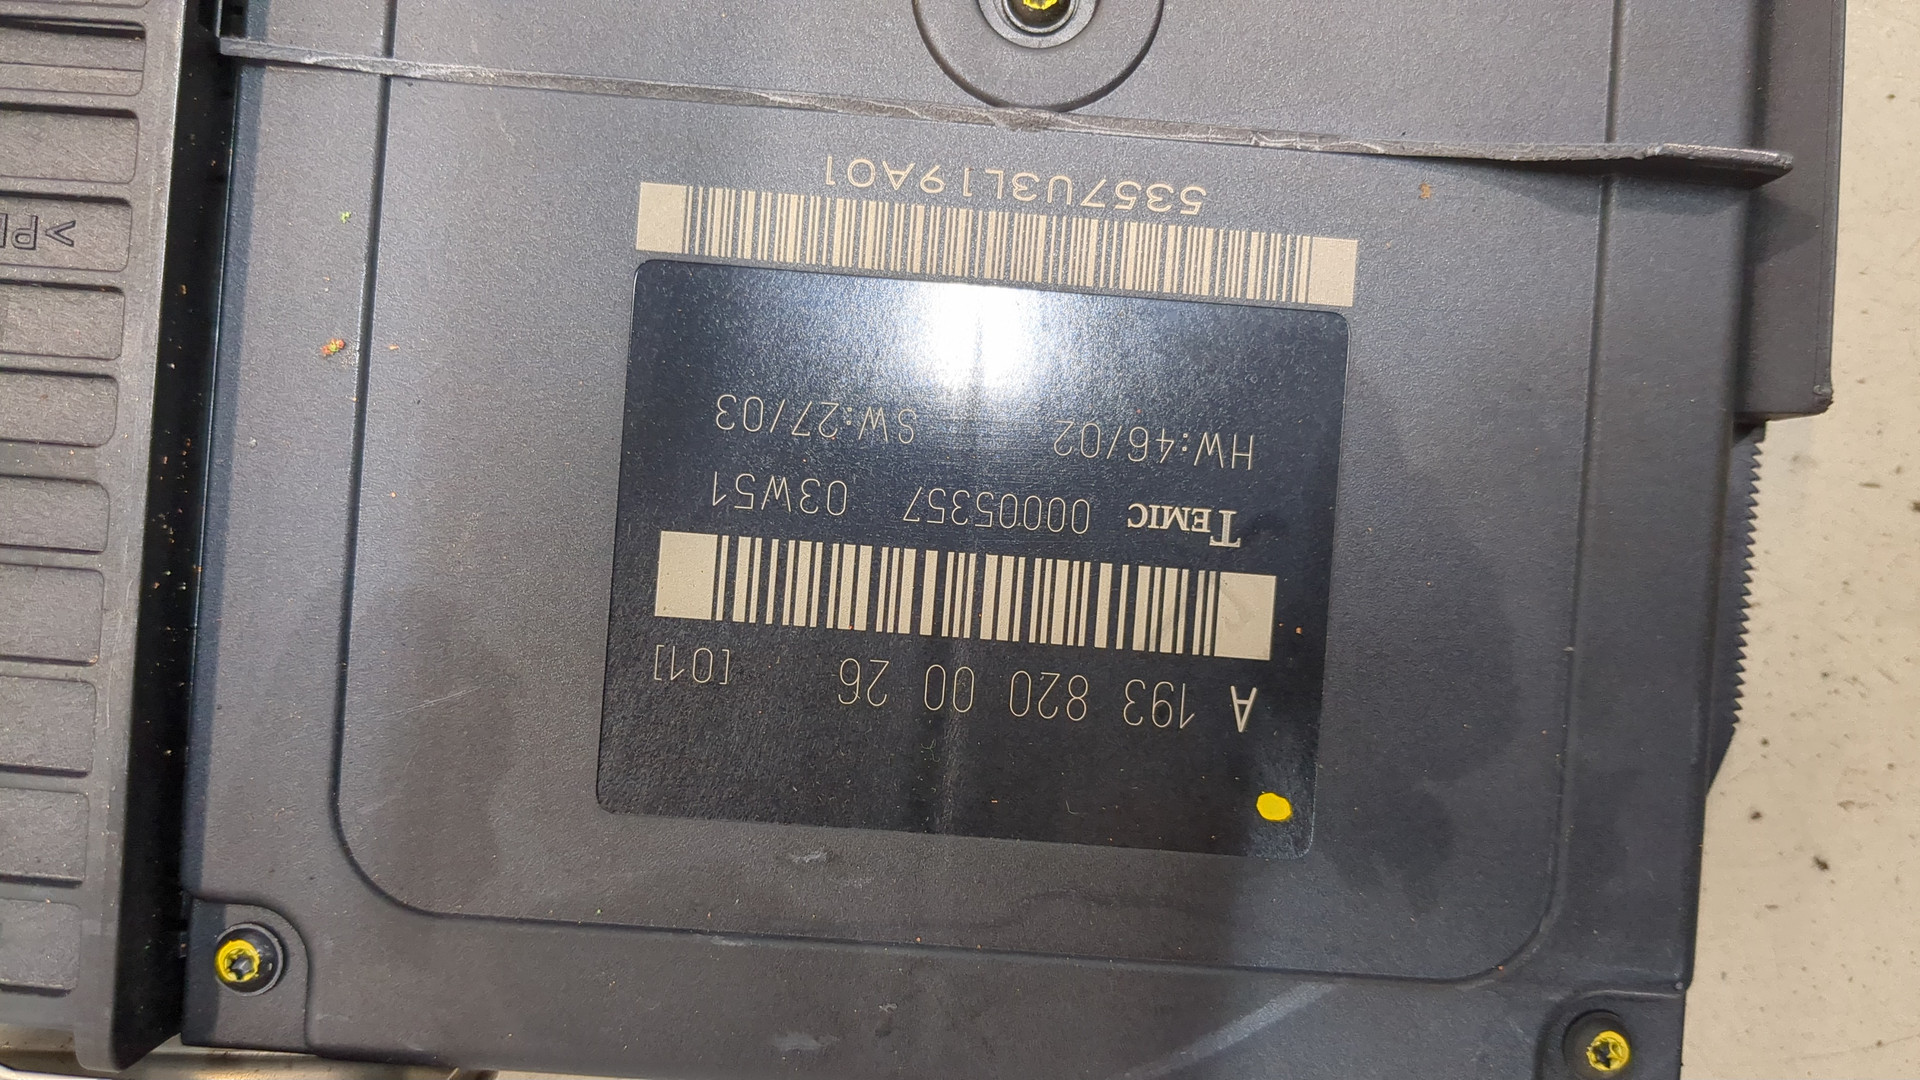 A 193 820 00 26 [01]
TEMIC 00005357 03W51
HW:46/02 SW:27/03
5357U3L19A01